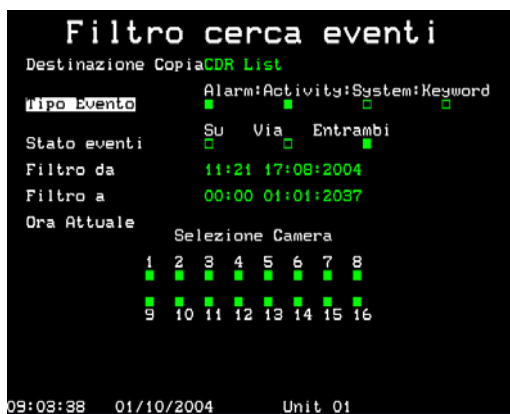 Filtro cerca eventi
Destinazione CopiaCDR List
Alarm:Activity:System:Keyword
Tipo Evento
Su Via Entrambi
Stato eventi
Filtro da 11:21 17:08:2004
Filtro a 00:00 01:01:2037
Ora Attuale
Selezione Camera
1 2 3 4 5 6 7 8
9 10 11 12 13 14 15 16
09:03:38 01/10/2004 Unit 01